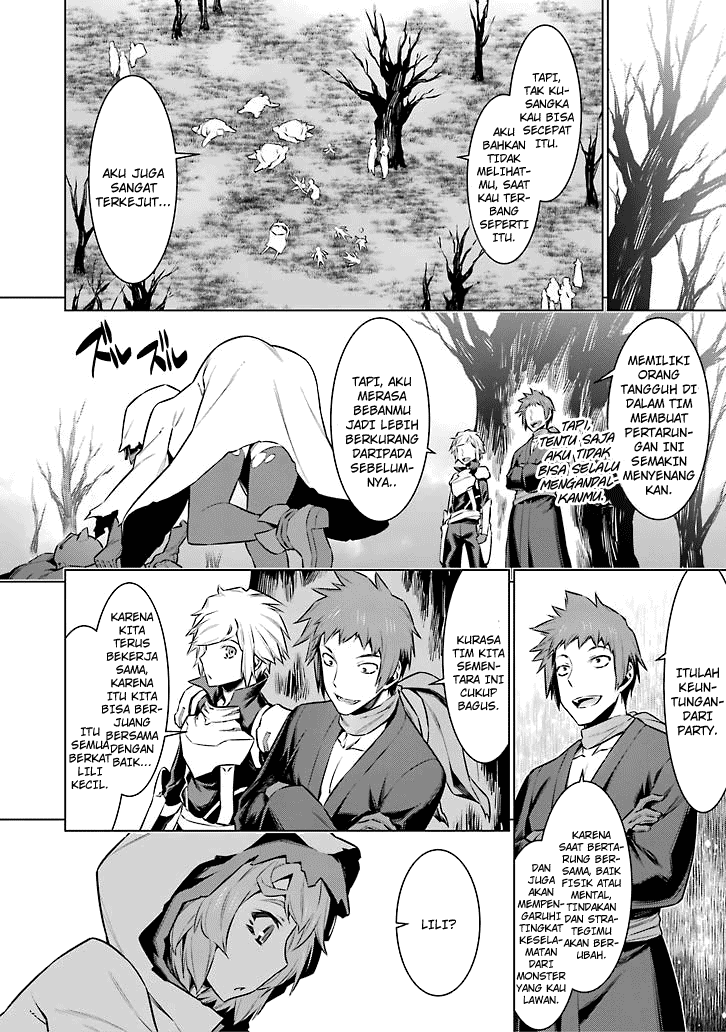 TAPI,
TAK KU-
SANGKA
KAU BISA
SECEPAT
ITU.
AKU
BAHKAN
TIDAK
MELIHAT-
MU, SAAT
KAU TER-
BANG
SEPERTI
ITU.
AKU JUGA
SANGAT
TERKEJUT...
MEMILIKI
ORANG
TANGGUH DI
DALAM TIM
MEMBUAT
PERTARUN-
GAN INI
SEMAKIN
MENYENANG
KAN.
TAPI,
TENTU SAJA
AKU TIDAK
BISA SELALU
MENGANDAL-
KANMU.
TAPI, AKU
MERASA
BEBANMU
JADI LEBIH
BERKURANG
DARIPADA
SEBELUM-
NYA..
ズル
ズル
ITULAH
KEUN-
TUNGAN-
DARI
PARTY.
KARENA
SAAT BERTA-
RUNG BER-
SAMA, BAIK
FISIK ATAU
MENTAL,
TINDAKAN
DAN STRA-
TEGIMU
AKAN BER-
UBAH.
DAN
JUGA AKAN
MEMPEN-
GARUHI
TINGKAT
KESELA-
MATAN
DARI
MONSTER
YANG KAU
LAWAN.
KURASA
TIM KITA
SEMEN-
TARA INI
CUKUP
BAGUS.
KARENA
KITA
TERUS
BEKERJA
SAMA,
KARENA
ITU KITA
BISA BER-
JUANG
BERSAMA
DENGAN
BAIK...
ITU
SEMUA
BERKAT
LILI
KECIL.
LILI?